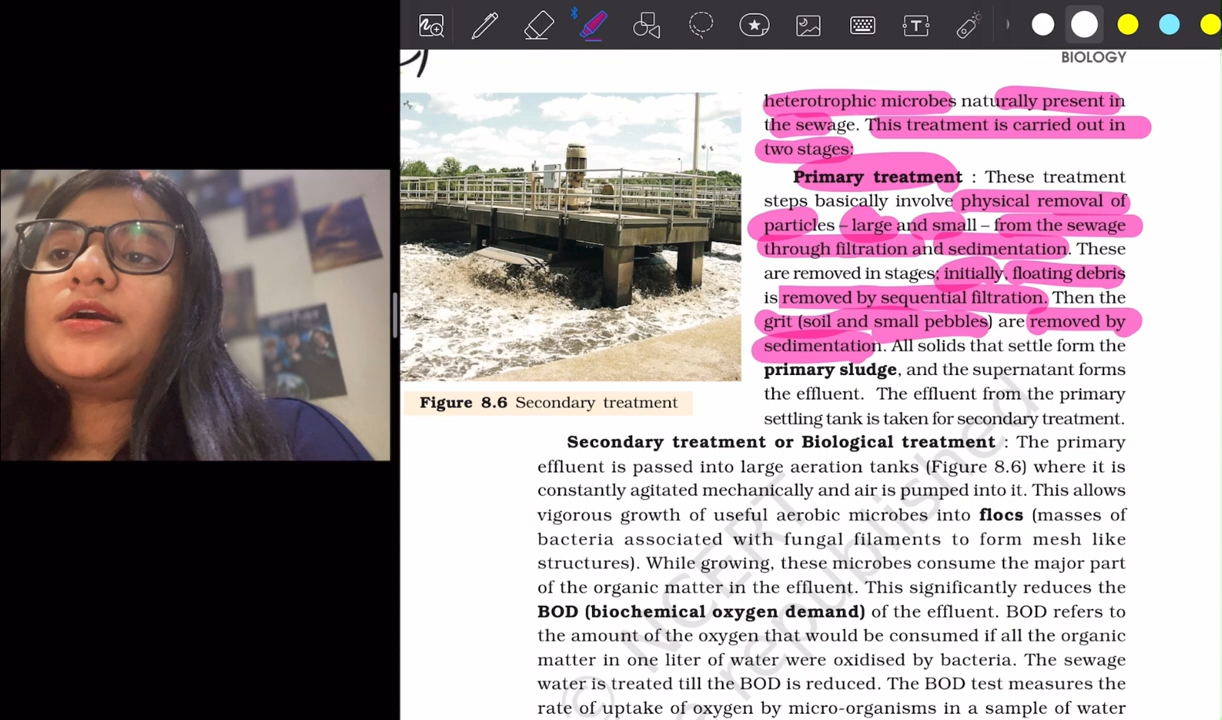 BIOLOGY
heterotrophic microbes naturally present in
the sewage. This treatment is carried out in
two stages:
Primary treatment : These treatment
steps basically involve physical removal of
particles – large and small – from the sewage
through filtration and sedimentation. These
are removed in stages; initially, floating debris
is removed by sequential filtration. Then the
grit (soil and small pebbles) are removed by
sedimentation. All solids that settle form the
primary sludge, and the supernatant forms
the effluent. The effluent from the primary
settling tank is taken for secondary treatment.
Figure 8.6 Secondary treatment
Secondary treatment or Biological treatment : The primary
effluent is passed into large aeration tanks (Figure 8.6) where it is
constantly agitated mechanically and air is pumped into it. This allows
vigorous growth of useful aerobic microbes into flocs (masses of
bacteria associated with fungal filaments to form mesh like
structures). While growing, these microbes consume the major part
of the organic matter in the effluent. This significantly reduces the
BOD (biochemical oxygen demand) of the effluent. BOD refers to
the amount of the oxygen that would be consumed if all the organic
matter in one liter of water were oxidised by bacteria. The sewage
water is treated till the BOD is reduced. The BOD test measures the
rate of uptake of oxygen by micro-organisms in a sample of water
© NCERT
republished